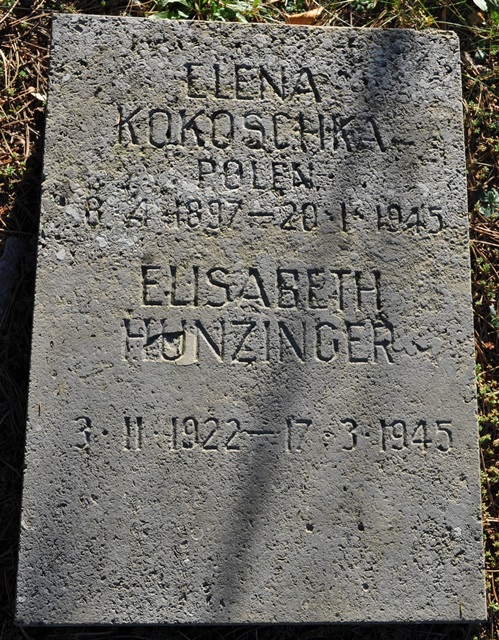 ELENA
KOKOSCHKA
POLEN
8·4·1897–20·1·1945
ELISABETH
HUNZINGER
3·11·1922–17·3·1945